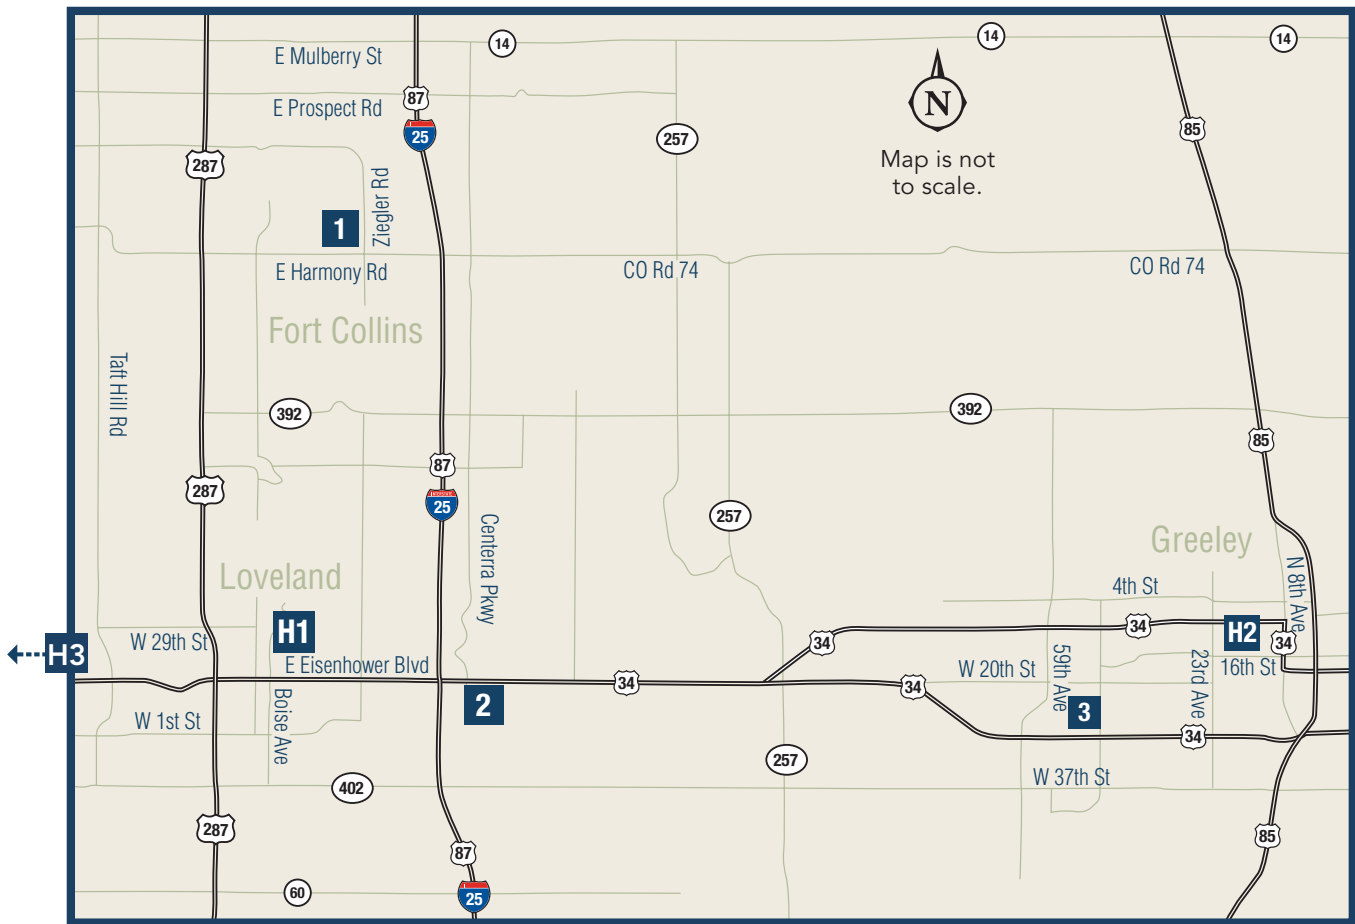 14
14
14
E Mulberry St
87
E Prospect Rd
25
N
85
257
Map is not
to scale.
287
Ziegler Rd
1
E Harmony Rd
CO Rd 74
CO Rd 74
Fort Collins
Taft Hill Rd
392
392
85
87
287
25
Centerra Pkwy
257
Greeley
Loveland
N 8th Ave
4th St
H1
34
H2
W 29th St
34
34
H3
E Eisenhower Blvd
59th Ave
23rd Ave
16th St
W 20th St
34
34
Boise Ave
2
3
W 1st St
34
257
W 37th St
402
287
85
87
60
25